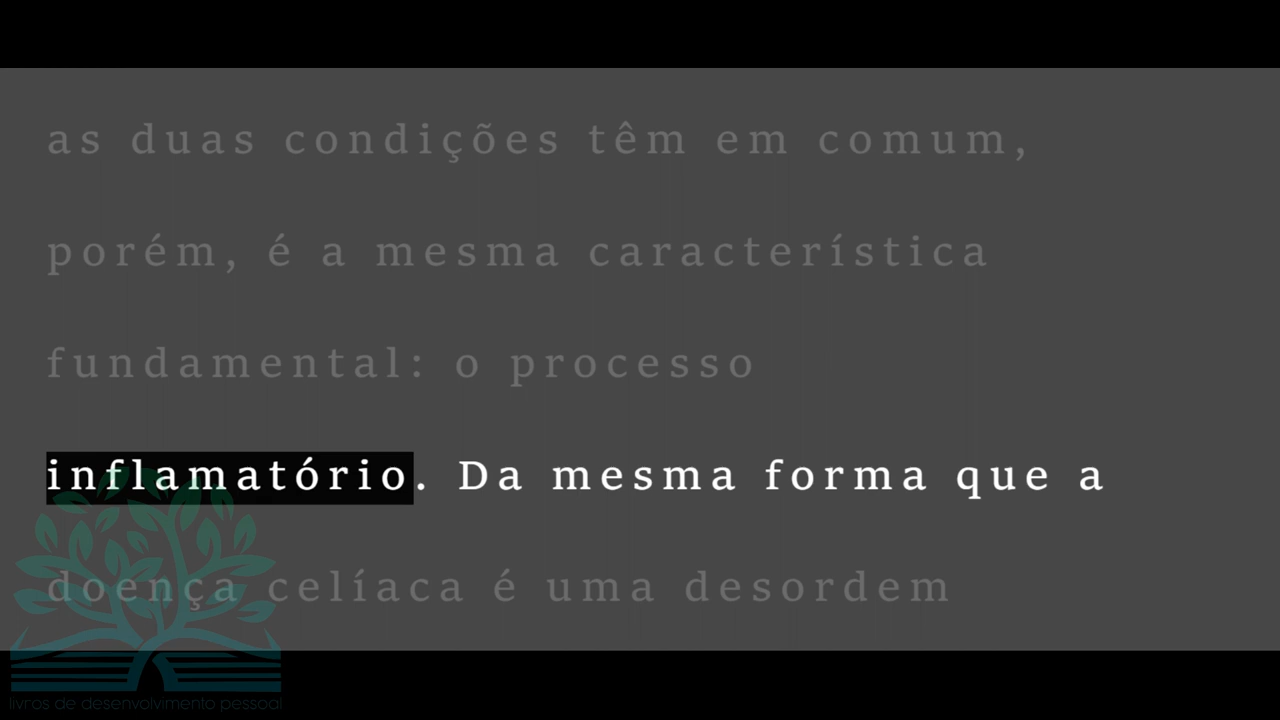 as duas condições têm em comum,
porém, é a mesma característica
fundamental: o processo
inflamatório. Da mesma forma que a
doença celíaca é uma desordem
livros de desenvolvimento pessoal